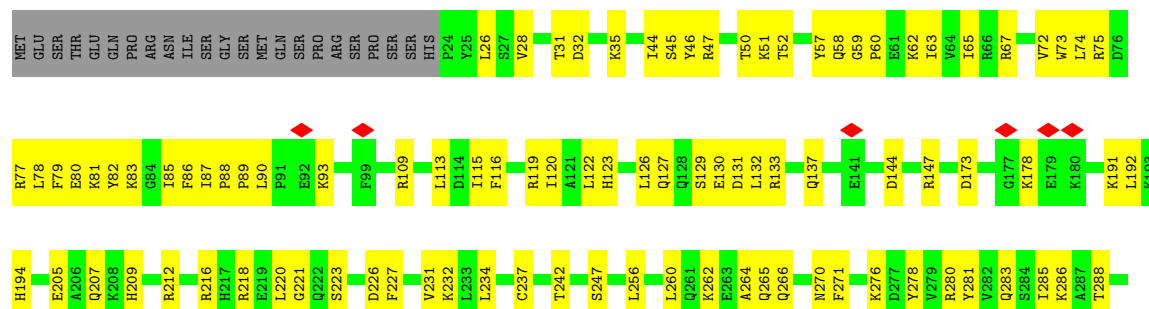 MET GLU SER THR GLU GLN PRO ARG ASN ILE SER GLY SER MET GLN SER PRO ARG SER PRO SER SER HIS P24 Y25 L26 S27 V28 T31 D32 K35 I44 S45 Y46 R47 T50 K51 T52 Y57 Q58 G59 P60 E61 K62 I63 V64 I65 R66 R67 V72 W73 L74 R75 D76
R77 L78 F79 E80 K81 Y82 K83 G84 I85 F86 I87 P88 P89 L90 P91 E92 K93 F99 R109 L113 D114 I115 F116 R119 I120 A121 L122 H123 L126 Q127 Q128 S129 E130 D131 L132 R133 Q137 E141 D144 R147 D173 G177 K178 E179 K180 K191 L192 K193
H194 E205 A206 Q207 K208 H209 R212 R216 H217 R218 E219 L220 G221 Q222 S223 D226 F227 V231 K232 L233 L234 C237 T242 S247 L256 L260 Q261 K262 E263 A264 Q265 Q266 N270 F271 K276 D277 Y278 V279 R280 Y281 V282 Q283 S284 I285 K286 A287 T288